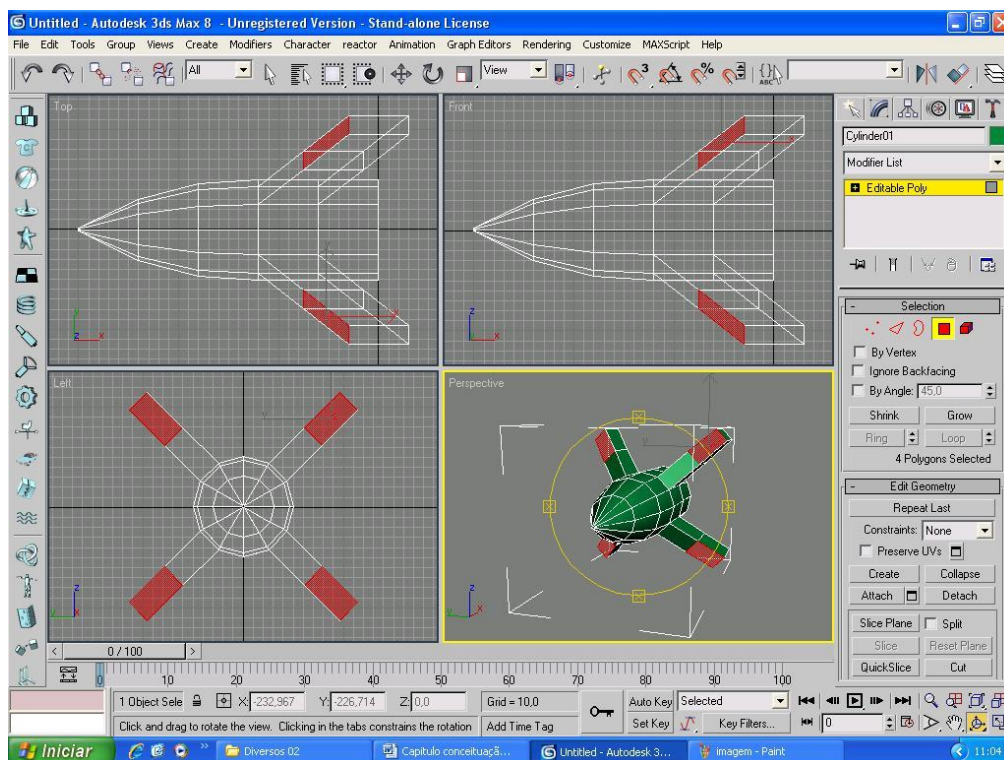 Untitled - Autodesk 3ds Max 8 - Unregistered Version - Stand-alone License
File Edit Tools Group Views Create Modifiers Character reactor Animation Graph Editors Rendering Customize MAXScript Help
All View
Top Front
Cylinder01
Modifier List
Editable Poly
Selection
By Vertex
Ignore Backfacing
By Angle: 45,0
Shrink Grow
Ring Loop
4 Polygons Selected
Left Perspective
Edit Geometry
Repeat Last
Constraints: None
Preserve UVs
Create Collapse
Attach Detach
Slice Plane Split
Slice Reset Plane
QuickSlice Cut
0 / 100
0 10 20 30 40 50 60 70 80 90 100
1 Object Sele X: -232,967 Y: -226,714 Z: 0,0 Grid = 10,0 Auto Key Selected
Click and drag to rotate the view. Clicking in the tabs constrains the rotation Add Time Tag Set Key Key Filters... 0
Iniciar Diversos 02 Capitulo conceituaçã... Untitled - Autodesk 3... imagem - Paint 11:04